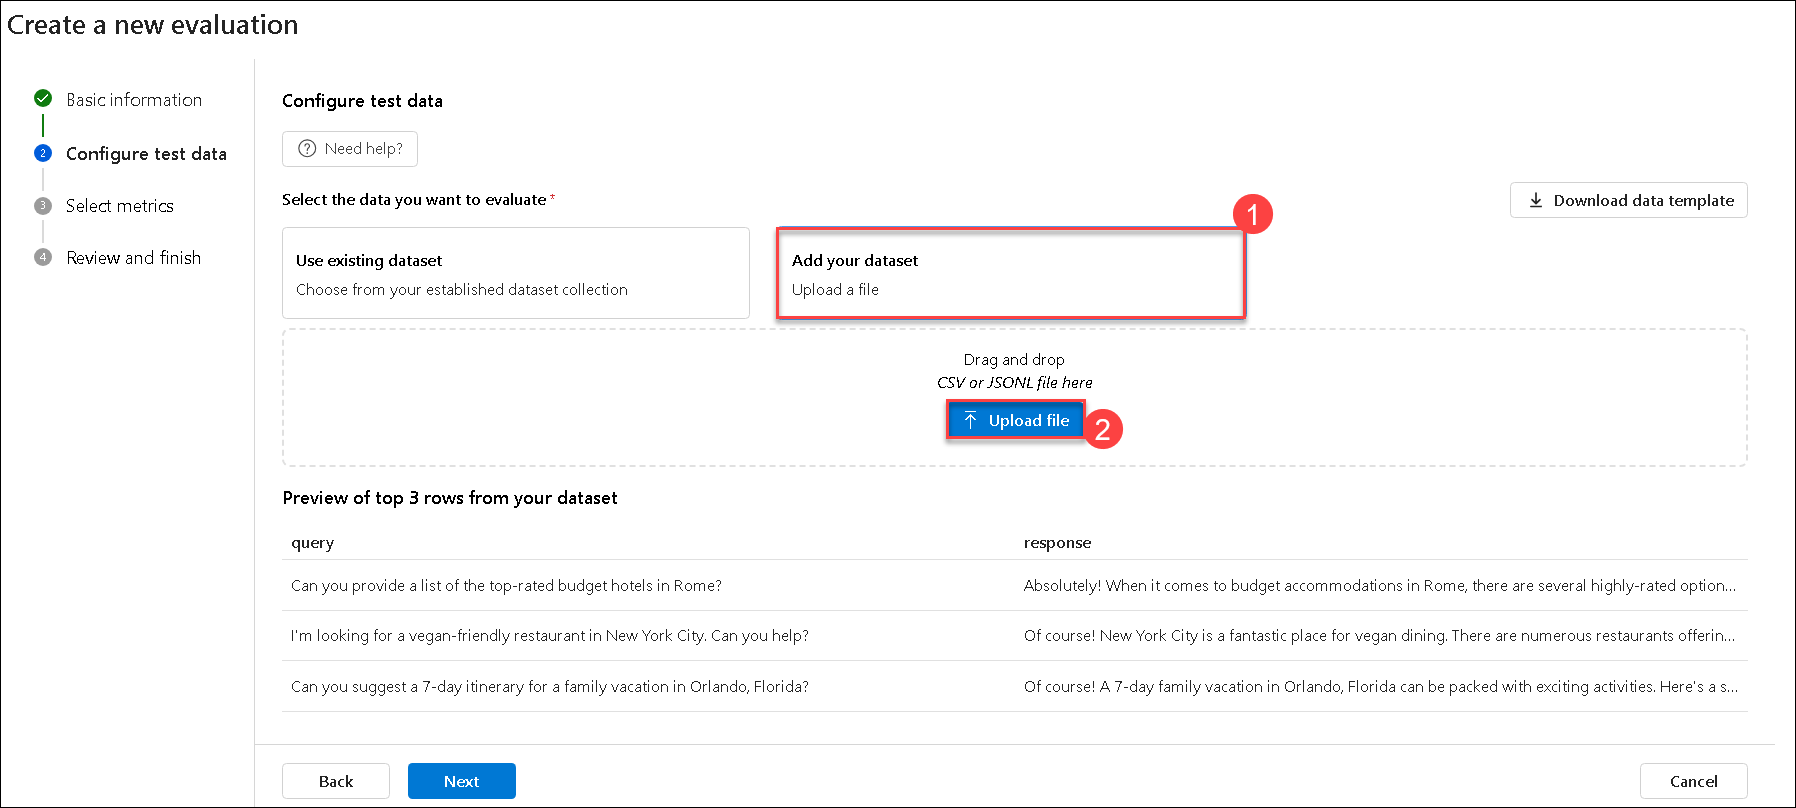 Create a new evaluation
Basic information
2
Configure test data
3
Select metrics
4
Review and finish
Configure test data
Need help?
Select the data you want to evaluate *
Download data template
1
Use existing dataset
Choose from your established dataset collection
Add your dataset
Upload a file
Drag and drop
CSV or JSONL file here
Upload file
2
Preview of top 3 rows from your dataset
query response
Can you provide a list of the top-rated budget hotels in Rome? Absolutely! When it comes to budget accommodations in Rome, there are several highly-rated option...
I'm looking for a vegan-friendly restaurant in New York City. Can you help? Of course! New York City is a fantastic place for vegan dining. There are numerous restaurants offerin...
Can you suggest a 7-day itinerary for a family vacation in Orlando, Florida? Of course! A 7-day family vacation in Orlando, Florida can be packed with exciting activities. Here's a s...
Back
Next
Cancel